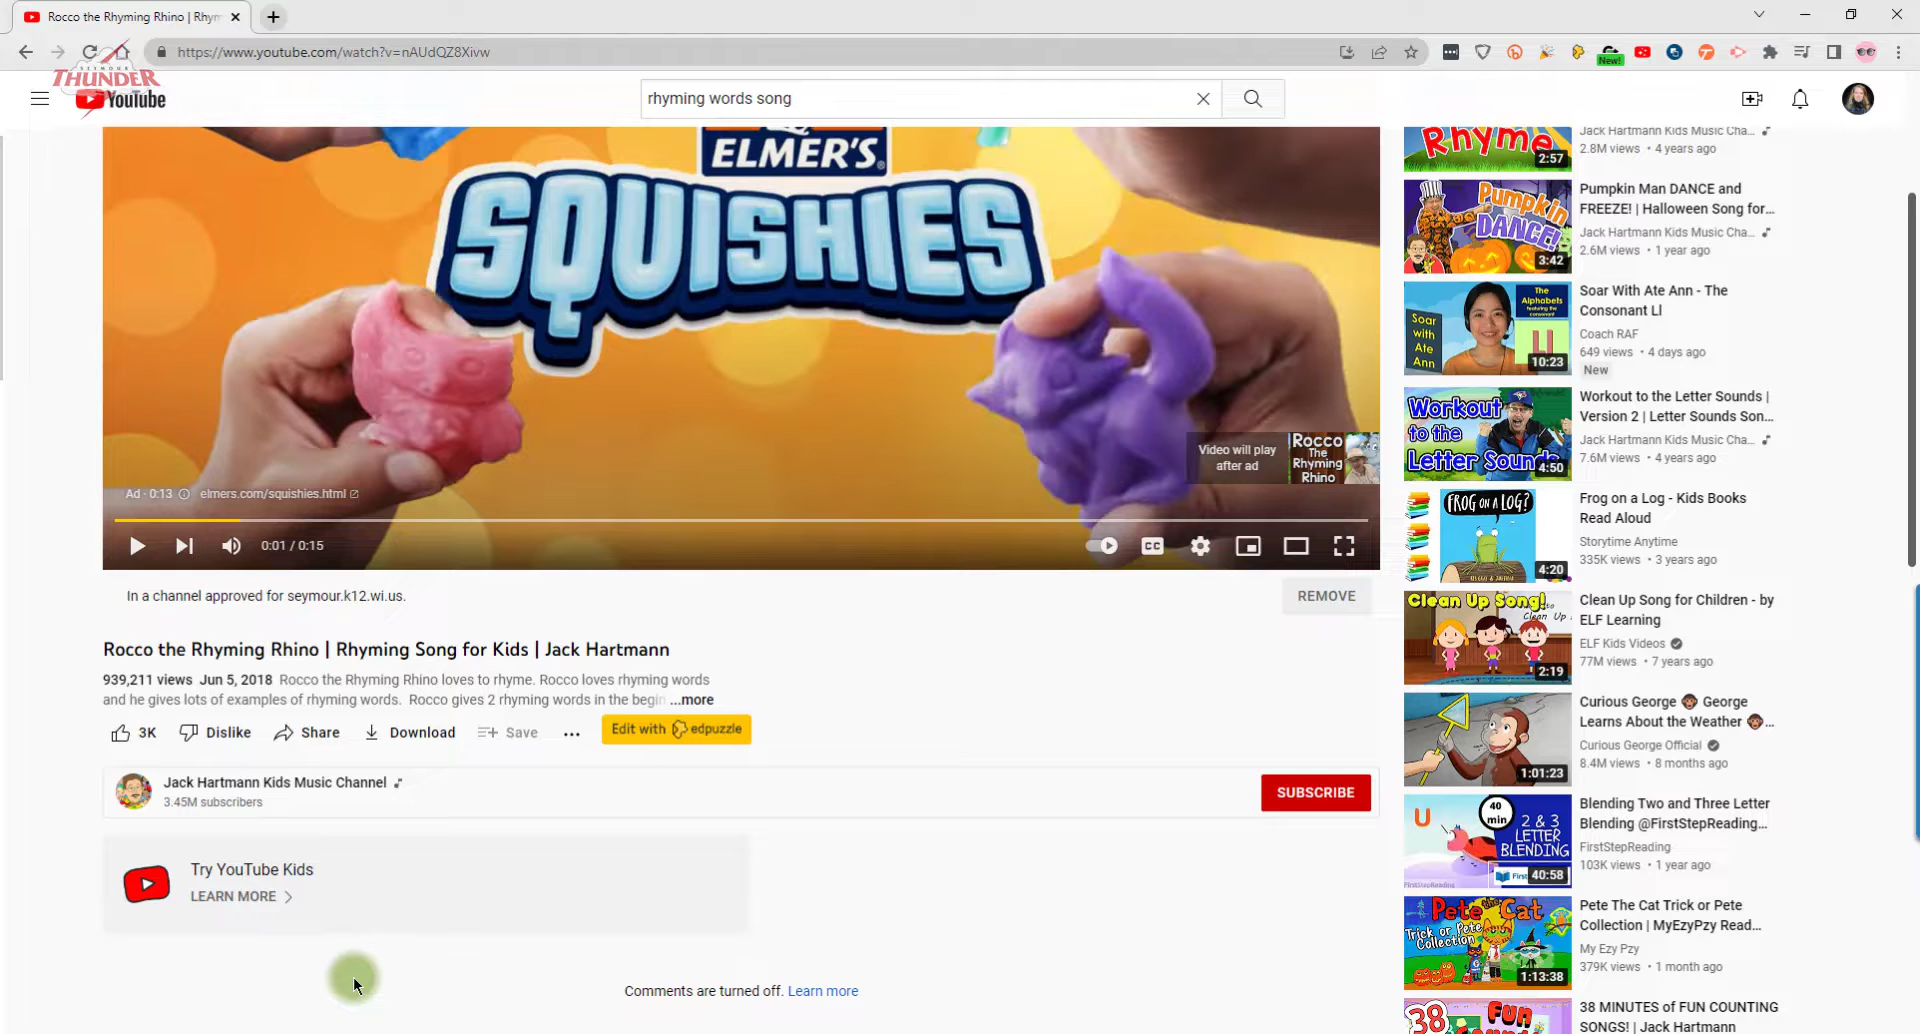 Rocco the Rhyming Rhino | Rhym
https://www.youtube.com/watch?v=nAUdQZ8Xivw
New!
SEYMOUR
THUNDER
YouTube
rhyming words song
ELMER'S
SQUISHIES
Video will play
after ad
Rocco
The
Rhyming
Rhino
Ad · 0:13
elmers.com/squishies.html
0:01 / 0:15
CC
In a channel approved for seymour.k12.wi.us.
REMOVE
Rocco the Rhyming Rhino | Rhyming Song for Kids | Jack Hartmann
939,211 views Jun 5, 2018 Rocco the Rhyming Rhino loves to rhyme. Rocco loves rhyming words
and he gives lots of examples of rhyming words. Rocco gives 2 rhyming words in the begin ...more
3K
Dislike
Share
Download
Save
Edit with edpuzzle
Jack Hartmann Kids Music Channel
3.45M subscribers
SUBSCRIBE
Try YouTube Kids
LEARN MORE
Comments are turned off. Learn more
Rhyme
2:57
Jack Hartmann Kids Music Cha...
2.8M views • 4 years ago
Pumpkin
DANCE!
3:42
Pumpkin Man DANCE and
FREEZE! | Halloween Song for...
Jack Hartmann Kids Music Cha...
2.6M views • 1 year ago
Soar
with
Ate
Ann
The
Alphabets
10:23
Soar With Ate Ann - The
Consonant Ll
Coach RAF
649 views • 4 days ago
New
Workout
to the
Letter Sounds
4:50
Workout to the Letter Sounds |
Version 2 | Letter Sounds Son...
Jack Hartmann Kids Music Cha...
7.6M views • 4 years ago
FROG ON A LOG?
4:20
Frog on a Log - Kids Books
Read Aloud
Storytime Anytime
335K views • 3 years ago
Clean Up Song!
Clean Up
2:19
Clean Up Song for Children - by
ELF Learning
ELF Kids Videos
77M views • 7 years ago
1:01:23
Curious George 🐵 George
Learns About the Weather 🐵...
Curious George Official
8.4M views • 8 months ago
U
40
min
2 & 3
LETTER
BLENDING
First
FirstStepReading
40:58
Blending Two and Three Letter
Blending @FirstStepReading...
FirstStepReading
103K views • 1 year ago
Pete the Cat
Trick or Pete
Collection
1:13:38
Pete The Cat Trick or Pete
Collection | MyEzyPzy Read...
My Ezy Pzy
379K views • 1 month ago
38
FUN
38 MINUTES of FUN COUNTING
SONGS! | Jack Hartmann